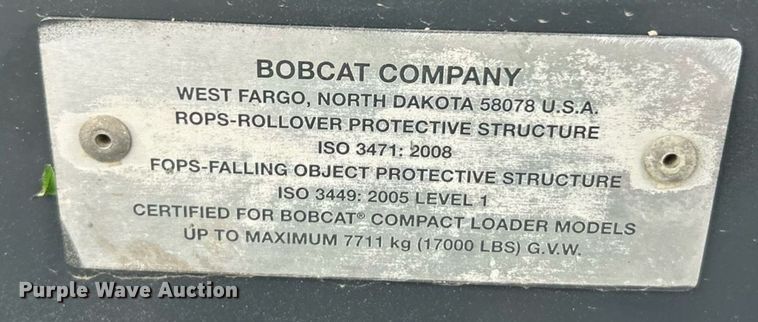 BOBCAT COMPANY
WEST FARGO, NORTH DAKOTA 58078 U.S.A.
ROPS-ROLLOVER PROTECTIVE STRUCTURE
ISO 3471: 2008
FOPS-FALLING OBJECT PROTECTIVE STRUCTURE
ISO 3449: 2005 LEVEL 1
CERTIFIED FOR BOBCAT® COMPACT LOADER MODELS
UP TO MAXIMUM 7711 kg (17000 LBS) G.V.W.
Purple Wave Auction